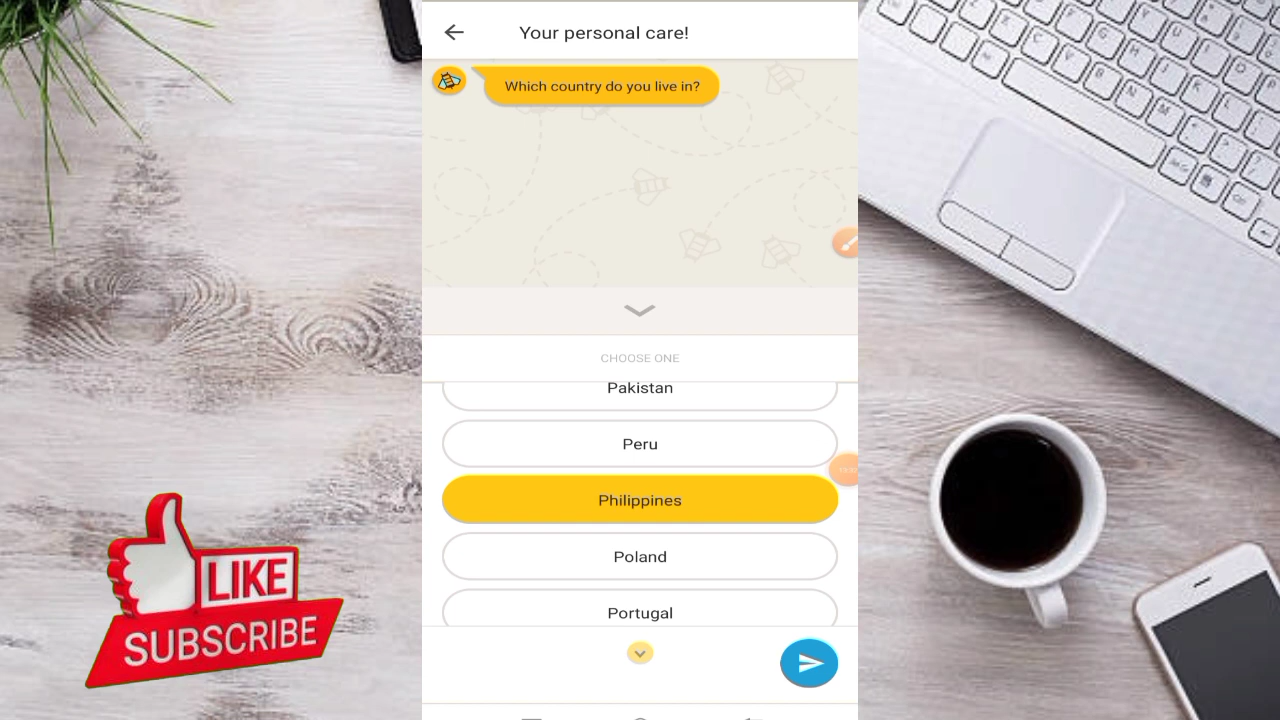 Your personal care!
Which country do you live in?
CHOOSE ONE
Pakistan
Peru
Philippines
Poland
Portugal
LIKE
SUBSCRIBE